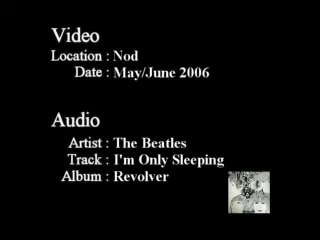 Video
Location : Nod
Date : May/June 2006
Audio
Artist : The Beatles
Track : I'm Only Sleeping
Album : Revolver